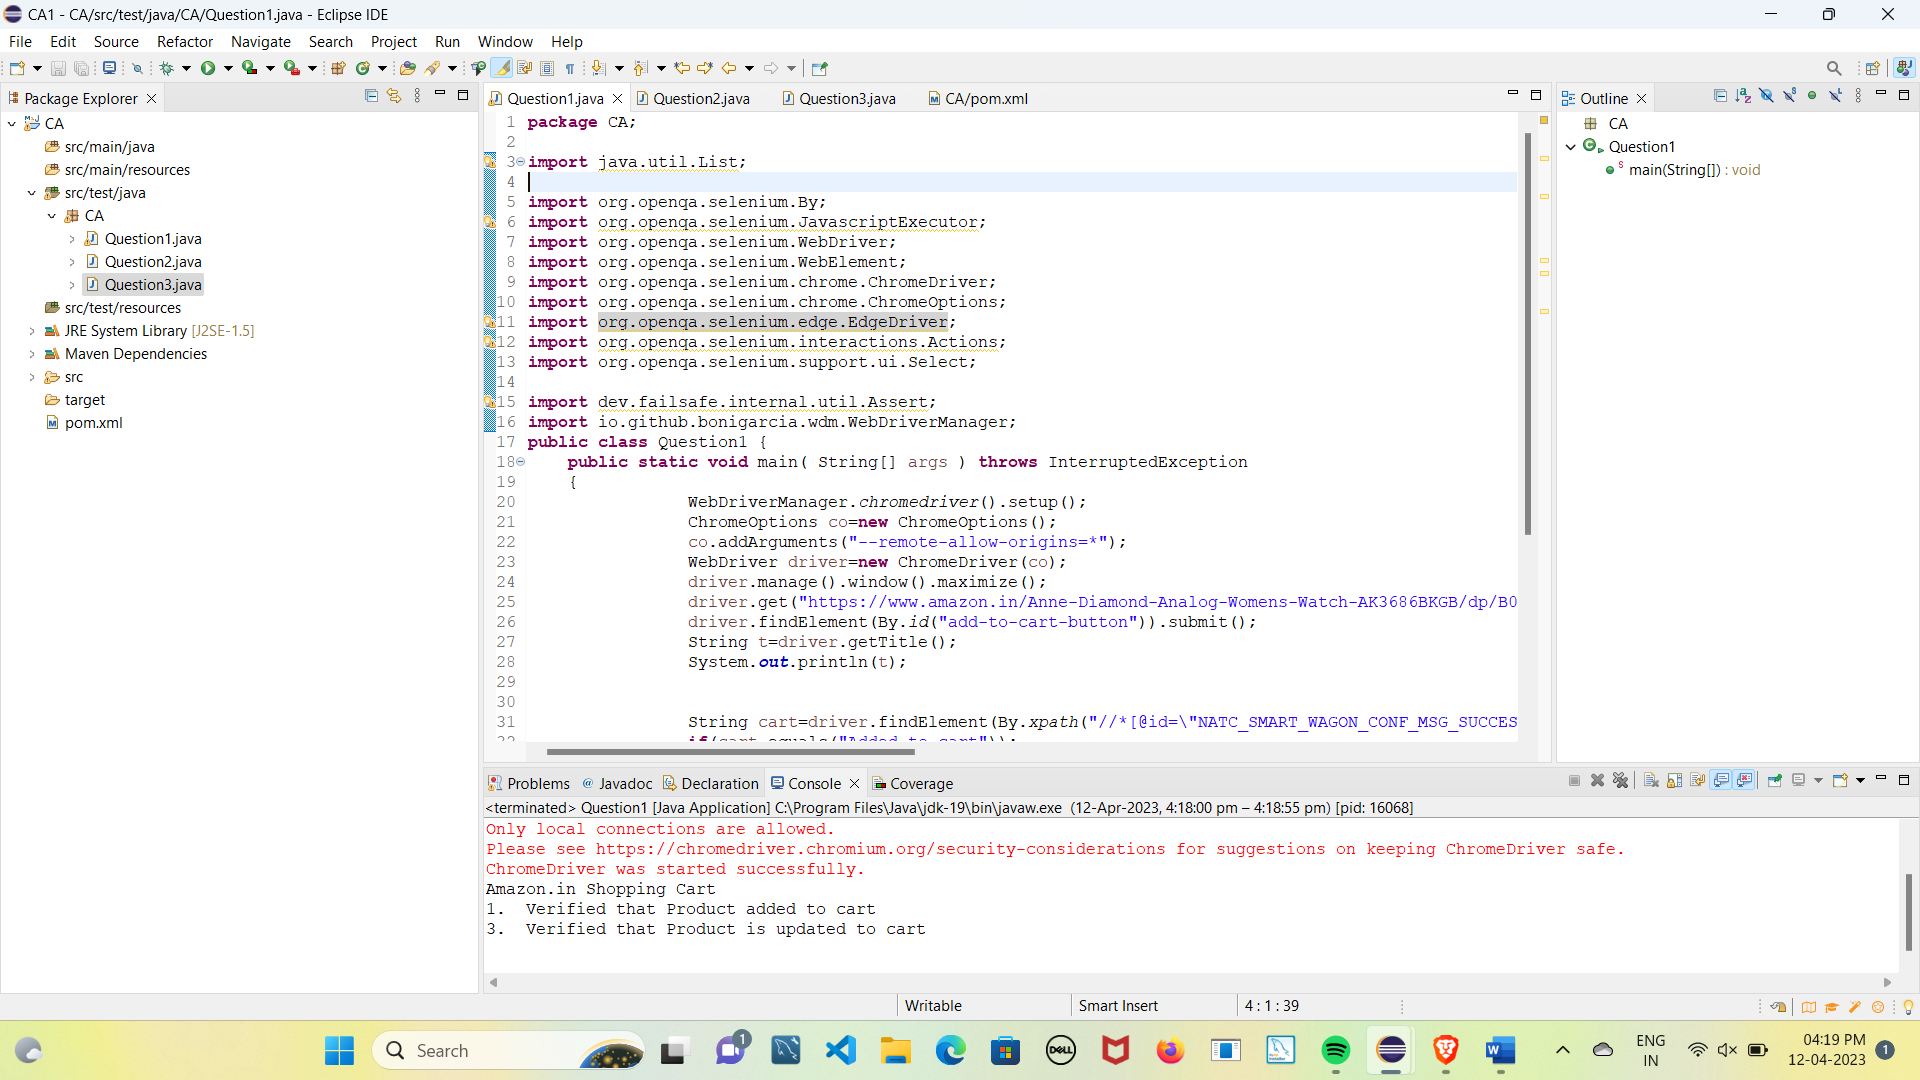 CA1 - CA/src/test/java/CA/Question1.java - Eclipse IDE
File Edit Source Refactor Navigate Search Project Run Window Help
Package Explorer
CA
src/main/java
src/main/resources
src/test/java
CA
Question1.java
Question2.java
Question3.java
src/test/resources
JRE System Library [J2SE-1.5]
Maven Dependencies
src
target
pom.xml
Question1.java Question2.java Question3.java CA/pom.xml
1 package CA;
2
3 import java.util.List;
4
5 import org.openqa.selenium.By;
6 import org.openqa.selenium.JavascriptExecutor;
7 import org.openqa.selenium.WebDriver;
8 import org.openqa.selenium.WebElement;
9 import org.openqa.selenium.chrome.ChromeDriver;
10 import org.openqa.selenium.chrome.ChromeOptions;
11 import org.openqa.selenium.edge.EdgeDriver;
12 import org.openqa.selenium.interactions.Actions;
13 import org.openqa.selenium.support.ui.Select;
14
15 import dev.failsafe.internal.util.Assert;
16 import io.github.bonigarcia.wdm.WebDriverManager;
17 public class Question1 {
18 public static void main( String[] args ) throws InterruptedException
19 {
20 WebDriverManager.chromedriver().setup();
21 ChromeOptions co=new ChromeOptions();
22 co.addArguments("--remote-allow-origins=*");
23 WebDriver driver=new ChromeDriver(co);
24 driver.manage().window().maximize();
25 driver.get("https://www.amazon.in/Anne-Diamond-Analog-Womens-Watch-AK3686BKGB/dp/B0
26 driver.findElement(By.id("add-to-cart-button")).submit();
27 String t=driver.getTitle();
28 System.out.println(t);
29
30
31 String cart=driver.findElement(By.xpath("//*[@id=\"NATC_SMART_WAGON_CONF_MSG_SUCCES
32 if(cart.equals("Added to cart"));
Outline
CA
Question1
main(String[]) : void
Problems Javadoc Declaration Console Coverage
<terminated> Question1 [Java Application] C:\Program Files\Java\jdk-19\bin\javaw.exe (12-Apr-2023, 4:18:00 pm – 4:18:55 pm) [pid: 16068]
Only local connections are allowed.
Please see https://chromedriver.chromium.org/security-considerations for suggestions on keeping ChromeDriver safe.
ChromeDriver was started successfully.
Amazon.in Shopping Cart
1. Verified that Product added to cart
3. Verified that Product is updated to cart
Writable Smart Insert 4 : 1 : 39
Search
1
DELL
ENG
IN
04:19 PM
12-04-2023
1